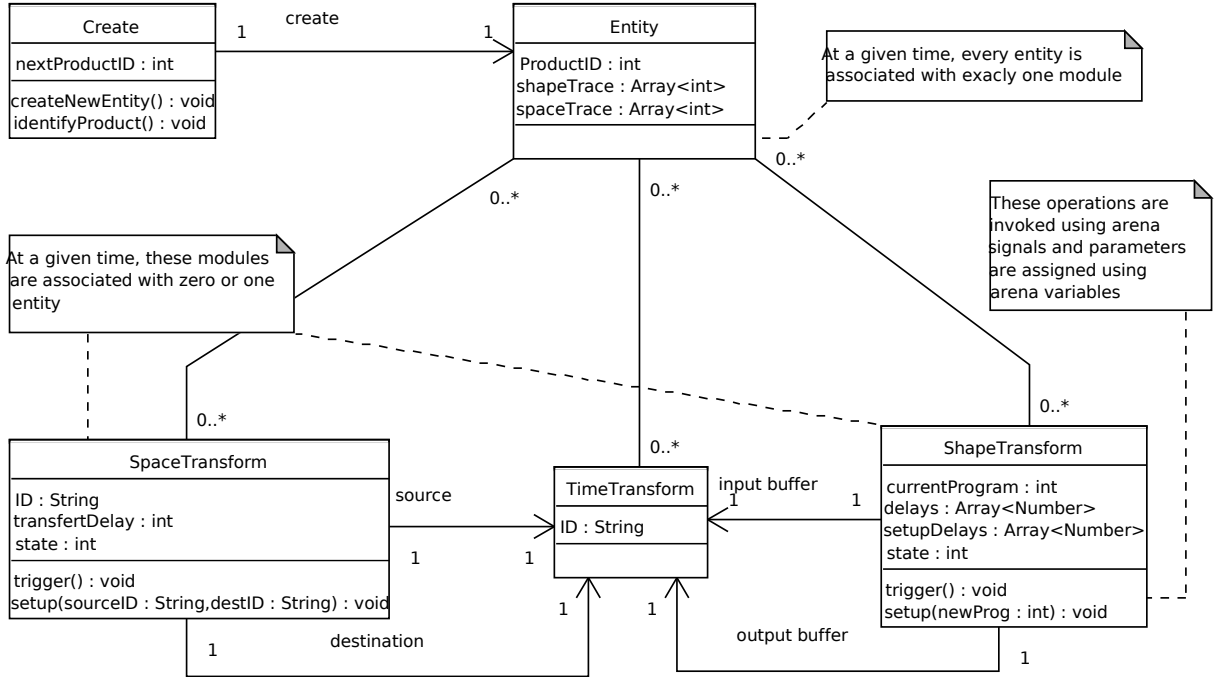 Create
nextProductID : int
createNewEntity() : void
identifyProduct() : void
1
create
1
Entity
ProductID : int
shapeTrace : Array<int>
spaceTrace : Array<int>
At a given time, every entity is
associated with exacly one module
0..*
0..*
0..*
These operations are
invoked using arena
signals and parameters
are assigned using
arena variables
At a given time, these modules
are associated with zero or one
entity
0..*
0..*
0..*
SpaceTransform
ID : String
transfertDelay : int
state : int
trigger() : void
setup(sourceID : String,destID : String) : void
source
1
1
TimeTransform
ID : String
input buffer
1
1
ShapeTransform
currentProgram : int
delays : Array<Number>
setupDelays : Array<Number>
state : int
trigger() : void
setup(newProg : int) : void
1
destination
1
1
output buffer
1